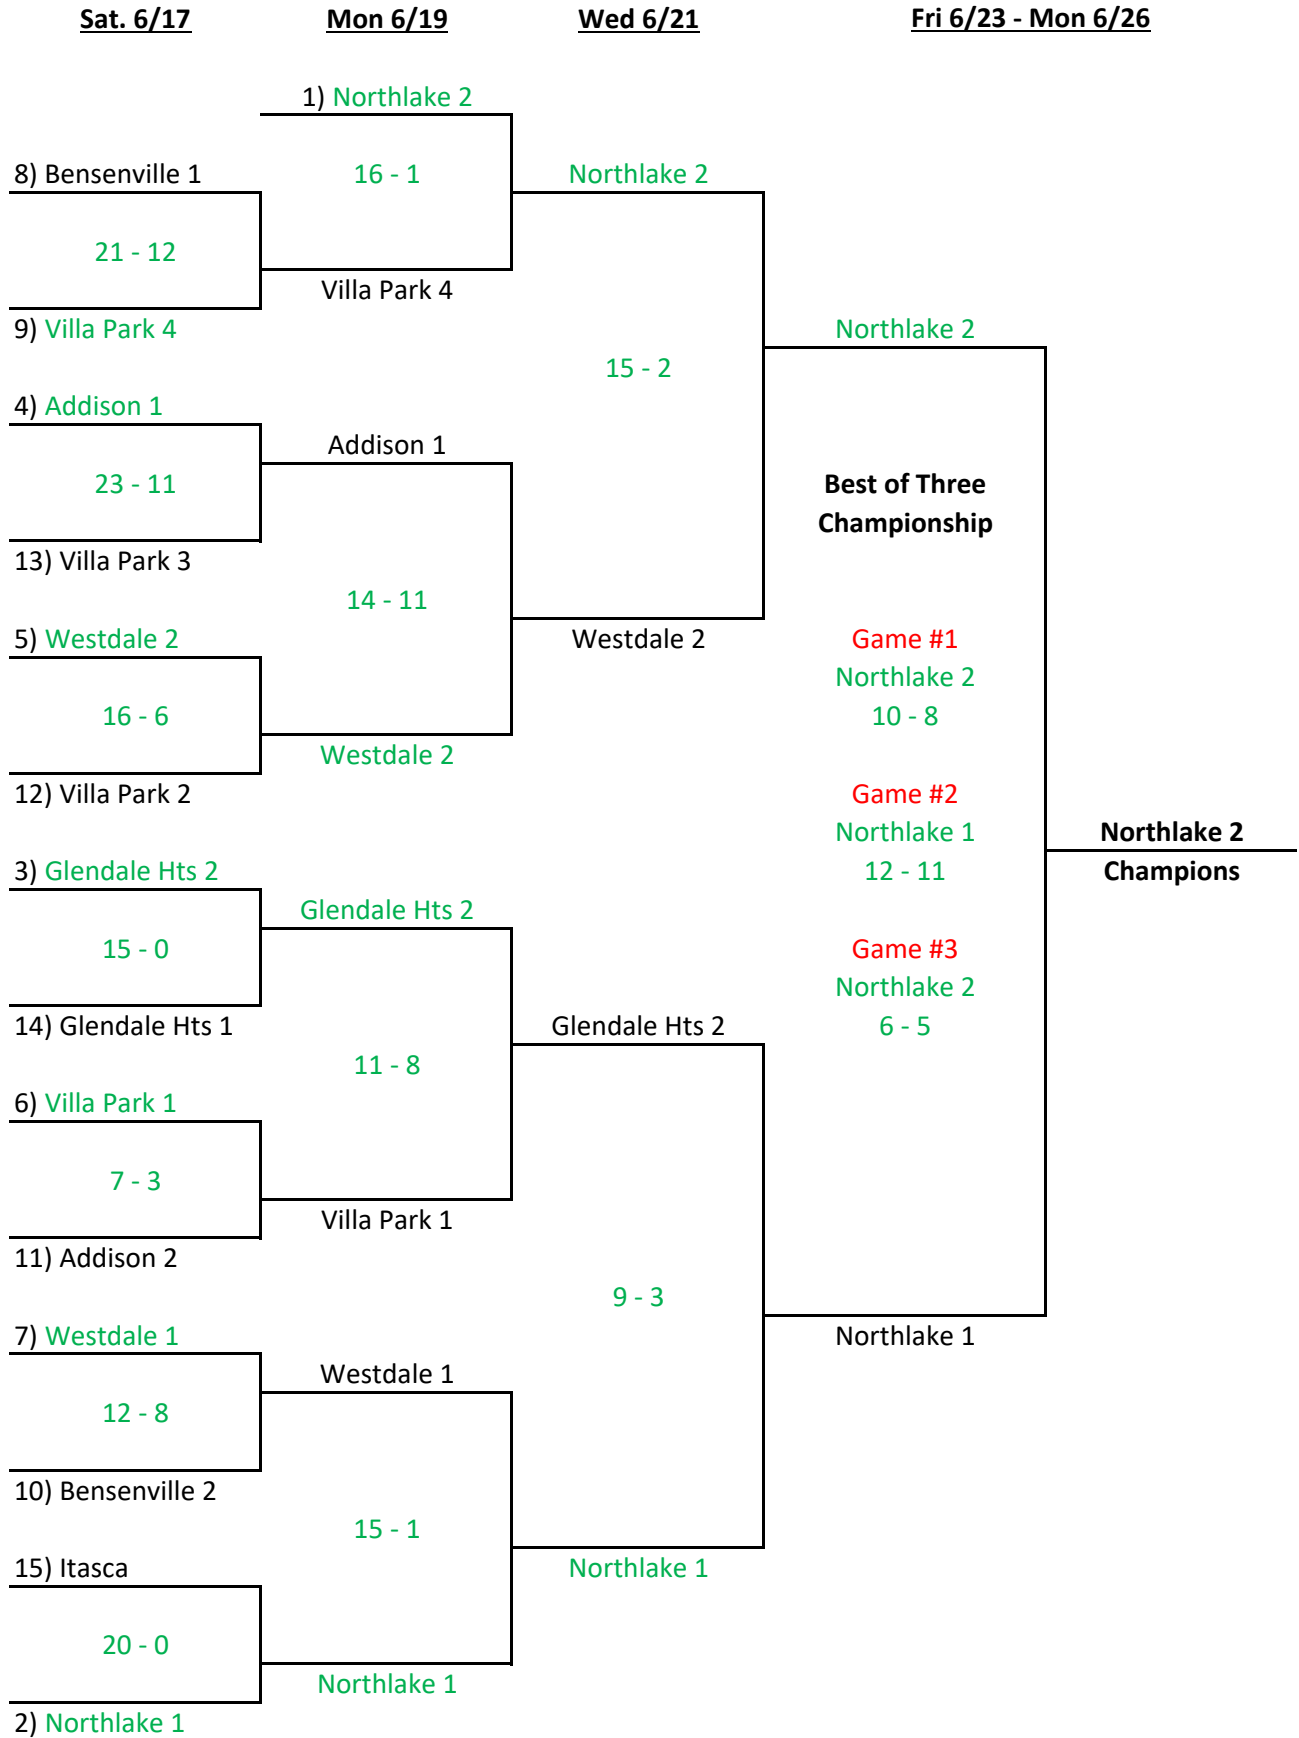 Sat. 6/17 Mon 6/19 Wed 6/21 Fri 6/23 - Mon 6/26
1) Northlake 2
8) Bensenville 1 16 - 1 Northlake 2
21 - 12
Villa Park 4
9) Villa Park 4 Northlake 2
15 - 2
4) Addison 1
Addison 1
23 - 11 Best of Three
Championship
13) Villa Park 3
14 - 11
5) Westdale 2 Westdale 2 Game #1
Northlake 2
16 - 6 10 - 8
Westdale 2
12) Villa Park 2 Game #2
Northlake 1 Northlake 2
3) Glendale Hts 2 12 - 11 Champions
Glendale Hts 2
15 - 0 Game #3
Northlake 2
14) Glendale Hts 1 Glendale Hts 2 6 - 5
11 - 8
6) Villa Park 1
7 - 3
Villa Park 1
11) Addison 2
9 - 3
7) Westdale 1 Northlake 1
Westdale 1
12 - 8
10) Bensenville 2
15 - 1
15) Itasca Northlake 1
20 - 0
Northlake 1
2) Northlake 1